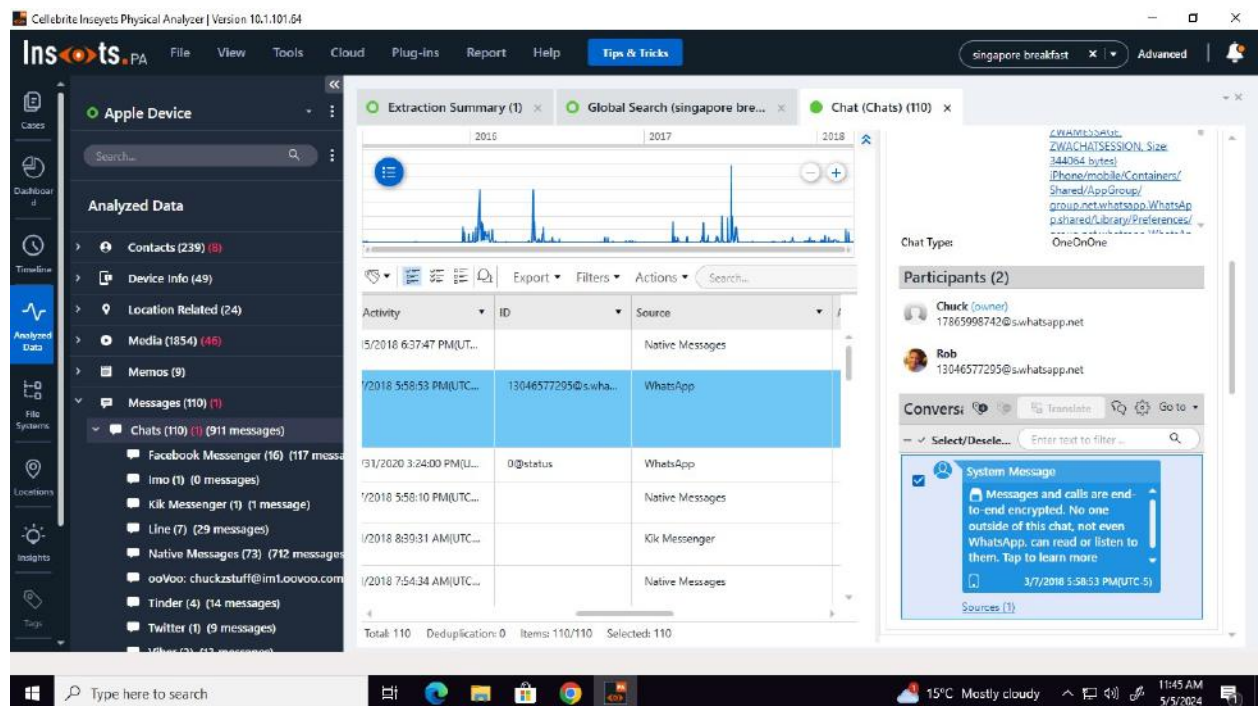 Cellebrite Inseyets Physical Analyzer | Version 10.1.101.64
Ins ts.PA File View Tools Cloud Plug-ins Report Help Tips & Tricks
singapore breakfast × Advanced
Cases
Dashboar
d
Timeline
Analyzed
Data
File
Systems
Locations
Insights
Tags
Apple Device
Search...
Analyzed Data
Contacts (239) (8)
Device Info (49)
Location Related (24)
Media (1854) (46)
Memos (9)
Messages (110) (1)
Chats (110) (1) (911 messages)
Facebook Messenger (16) (117 messa
Imo (1) (0 messages)
Kik Messenger (1) (1 message)
Line (7) (29 messages)
Native Messages (73) (712 messages
ooVoo: chuckzstuff@im1.oovoo.com
Tinder (4) (14 messages)
Twitter (1) (9 messages)
Extraction Summary (1) ×
Global Search (singapore bre... ×
Chat (Chats) (110) ×
2016 2017 2018
Export Filters Actions Search...
Activity ID Source
5/2018 6:37:47 PM(UT... Native Messages
/2018 5:58:53 PM(UTC... 13046577295@s.wha... WhatsApp
/31/2020 3:24:00 PM(U... 0@status WhatsApp
/2018 5:58:10 PM(UTC... Native Messages
/2018 8:39:31 AM(UTC... Kik Messenger
/2018 7:54:34 AM(UTC... Native Messages
Total: 110 Deduplication: 0 Items: 110/110 Selected: 110
ZWAMESSAGE,
ZWACHATSESSION, Size:
344064 bytes)
iPhone/mobile/Containers/
Shared/AppGroup/
group.net.whatsapp.WhatsAp
p.shared/Library/Preferences/
Chat Type: OneOnOne
Participants (2)
Chuck (owner)
17865998742@s.whatsapp.net
Rob
13046577295@s.whatsapp.net
Convers: Translate Go to
Select/Desele... Enter text to filter ...
System Message
Messages and calls are end-
to-end encrypted. No one
outside of this chat, not even
WhatsApp, can read or listen to
them. Tap to learn more
3/7/2018 5:58:53 PM(UTC-5)
Sources (1)
Type here to search
15°C Mostly cloudy
11:45 AM
5/5/2024